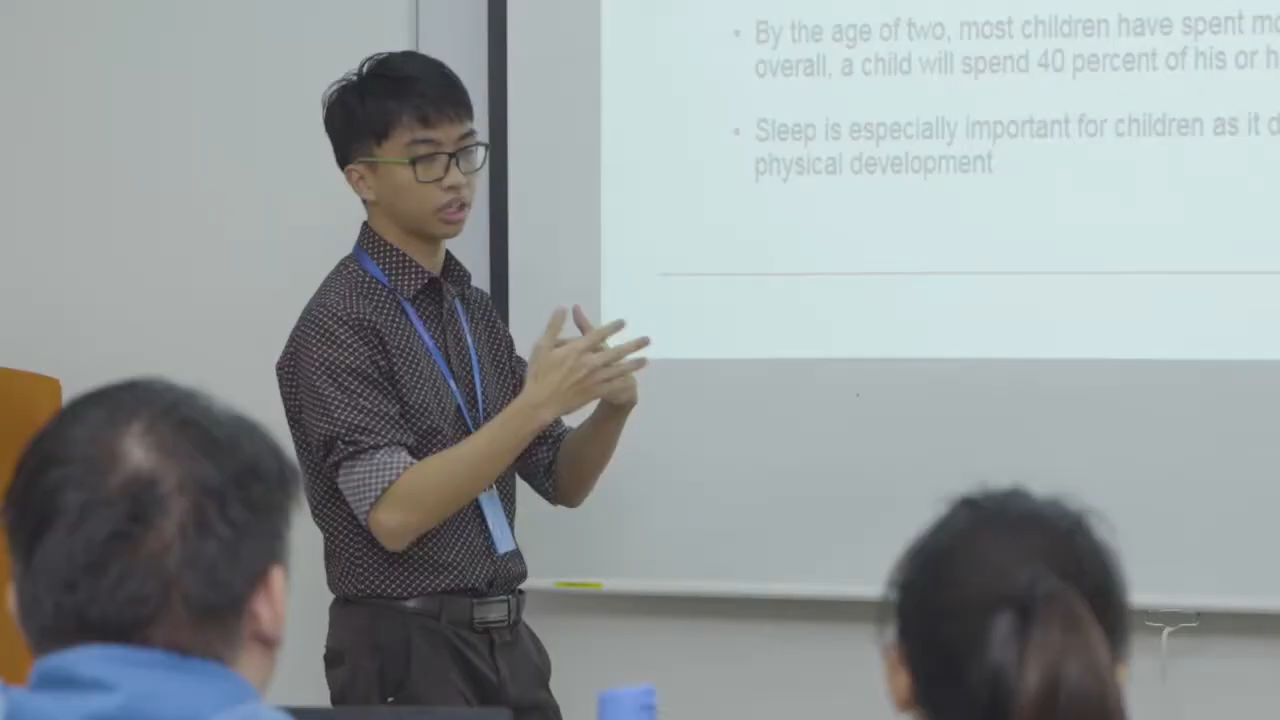 • By the age of two, most children have spent
overall, a child will spend 40 percent of his or
• Sleep is especially important for children as it
physical development